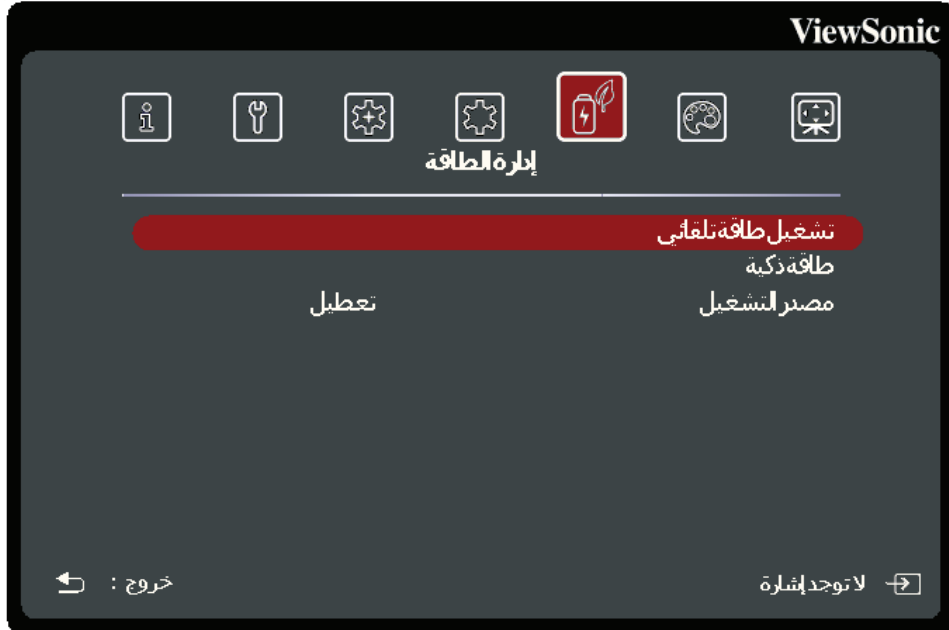 ViewSonic
إدارة الطاقة
تشغيل طاقة تلقائي
طاقة ذكية
مصدر التشغيل تعطيل
لا توجد إشارة خروج :